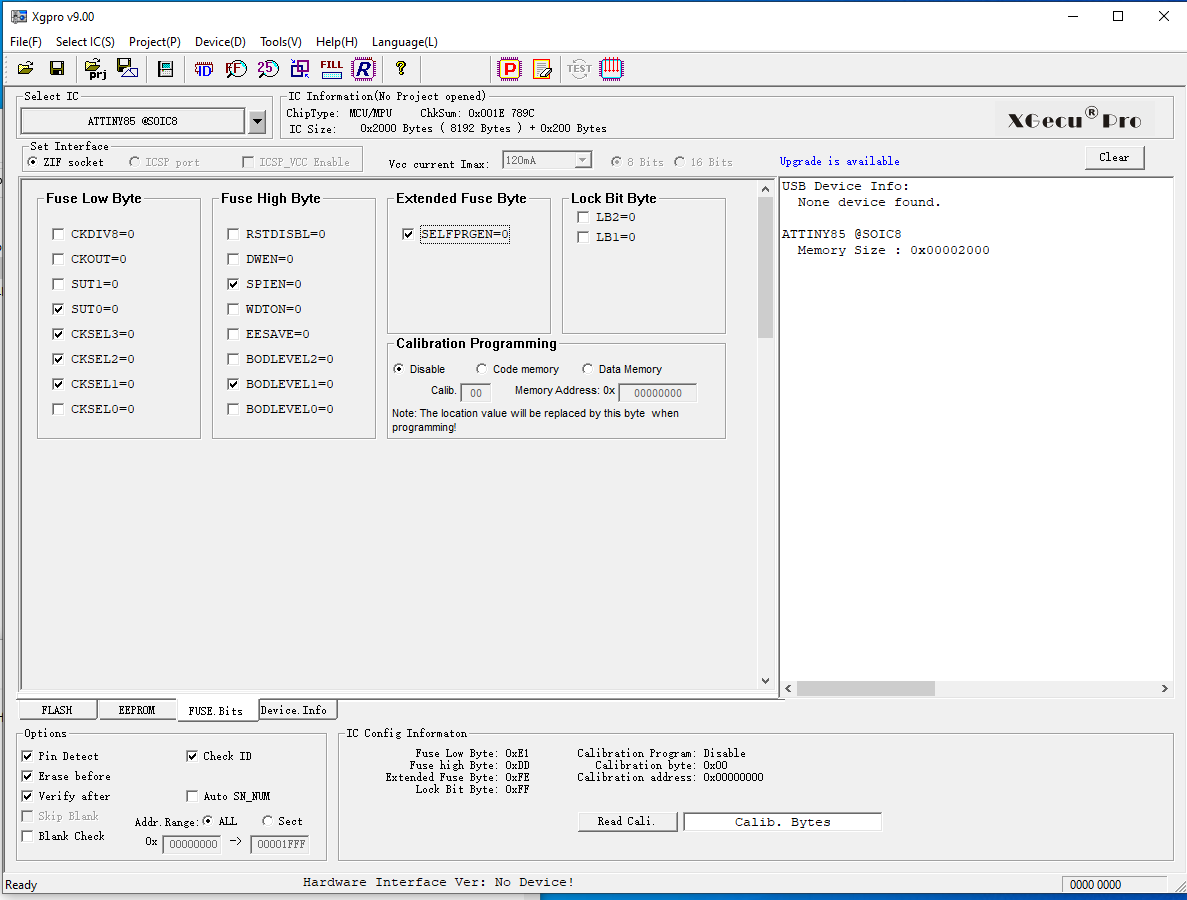 Xgpro v9.00
File(F) Select IC(S) Project(P) Device(D) Tools(V) Help(H) Language(L)
prj FILL R ? P TEST
Select IC
ATTINY85 @SOIC8
IC Information(No Project opened)
ChipType: MCU/MPU ChkSum: 0x001E 789C
IC Size: 0x2000 Bytes ( 8192 Bytes ) + 0x200 Bytes
XGecu® Pro
Set Interface
ZIF socket ICSP port ICSP_VCC Enable
Vcc current Imax: 120mA 8 Bits 16 Bits
Upgrade is available
Clear
Fuse Low Byte
CKDIV8=0
CKOUT=0
SUT1=0
SUT0=0
CKSEL3=0
CKSEL2=0
CKSEL1=0
CKSEL0=0
Fuse High Byte
RSTDISBL=0
DWEN=0
SPIEN=0
WDTON=0
EESAVE=0
BODLEVEL2=0
BODLEVEL1=0
BODLEVEL0=0
Extended Fuse Byte
SELFPRGEN=0
Lock Bit Byte
LB2=0
LB1=0
Calibration Programming
Disable Code memory Data Memory
Calib. 00 Memory Address: 0x 00000000
Note: The location value will be replaced by this byte when
programming!
USB Device Info:
None device found.
ATTINY85 @SOIC8
Memory Size : 0x00002000
FLASH EEPROM FUSE.Bits Device.Info
Options
Pin Detect Check ID
Erase before
Verify after Auto SN_NUM
Skip Blank Addr.Range: ALL Sect
Blank Check 0x 00000000 -> 00001FFF
IC Config Informaton
Fuse Low Byte: 0xE1
Fuse high Byte: 0xDD
Extended Fuse Byte: 0xFE
Lock Bit Byte: 0xFF
Calibration Program: Disable
Calibration byte: 0x00
Calibration address: 0x00000000
Read Cali. Calib. Bytes
Ready Hardware Interface Ver: No Device! 0000 0000